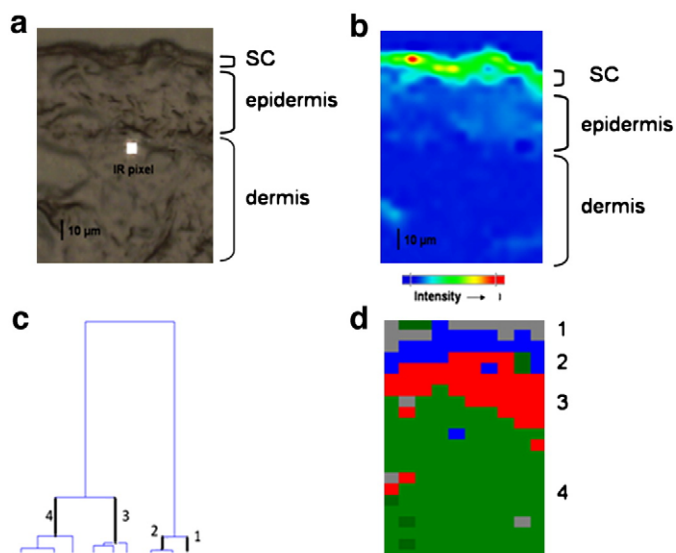 a
SC
epidermis
dermis
IR pixel
10 µm
b
SC
epidermis
dermis
10 µm
Intensity →
c
4
3
2
1
d
1
2
3
4